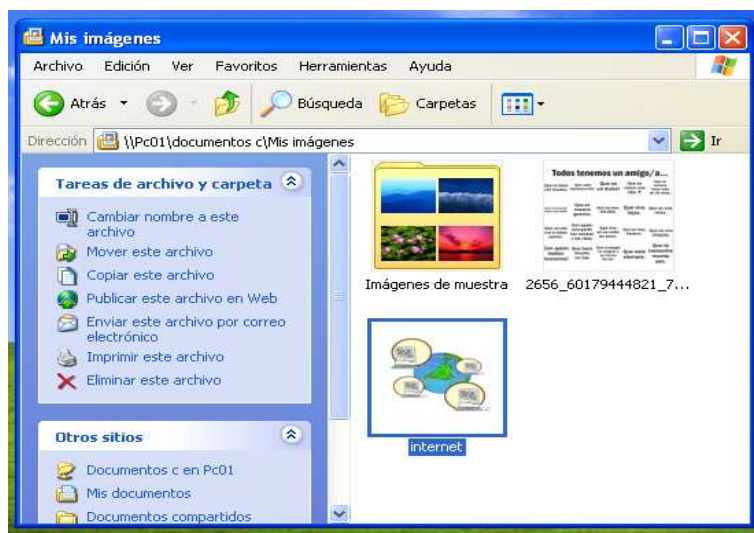 Mis imágenes
Archivo Edición Ver Favoritos Herramientas Ayuda
Atrás Búsqueda Carpetas
Dirección \\Pc01\documentos c\Mis imágenes Ir
Tareas de archivo y carpeta
Cambiar nombre a este
archivo
Mover este archivo
Copiar este archivo
Publicar este archivo en Web
Enviar este archivo por correo
electrónico
Imprimir este archivo
Eliminar este archivo
Otros sitios
Documentos c en Pc01
Mis documentos
Documentos compartidos
Todos tenemos un amigo/a...
Imágenes de muestra
2656_60179444821_7...
internet